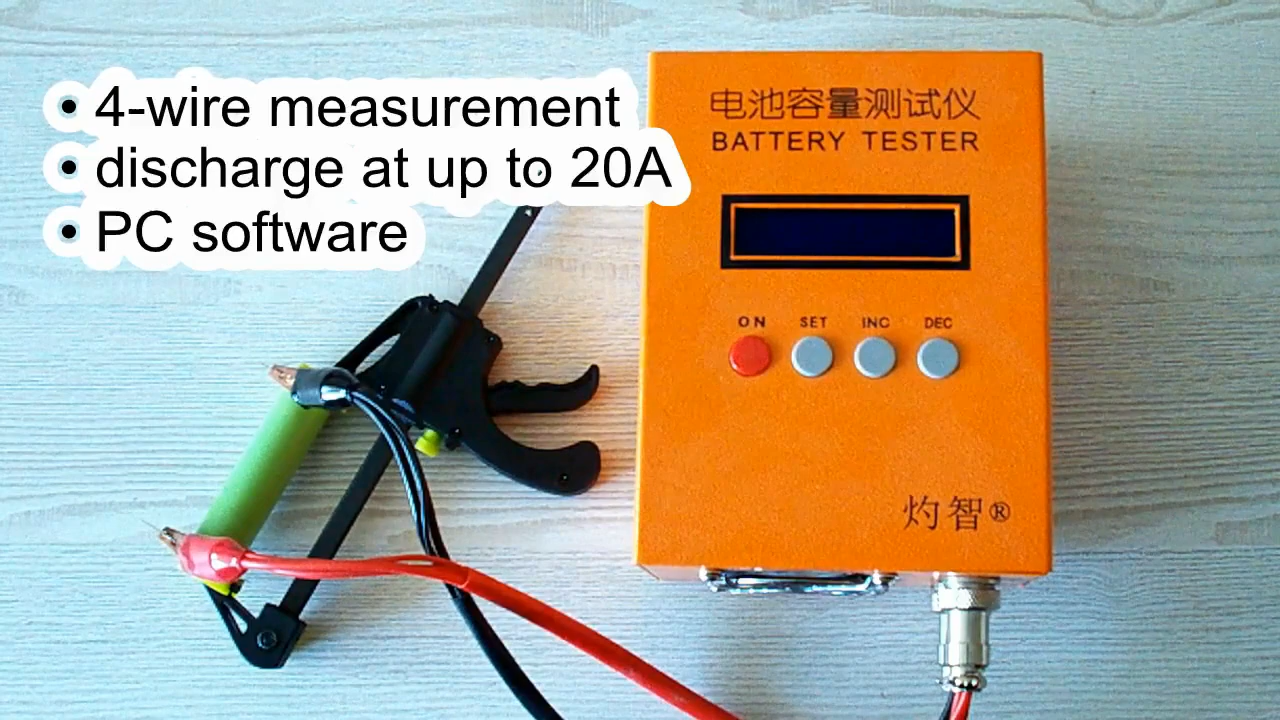 • 4-wire measurement
• discharge at up to 20A
• PC software
电池容量测试仪
BATTERY TESTER
ON SET INC DEC
灼智®